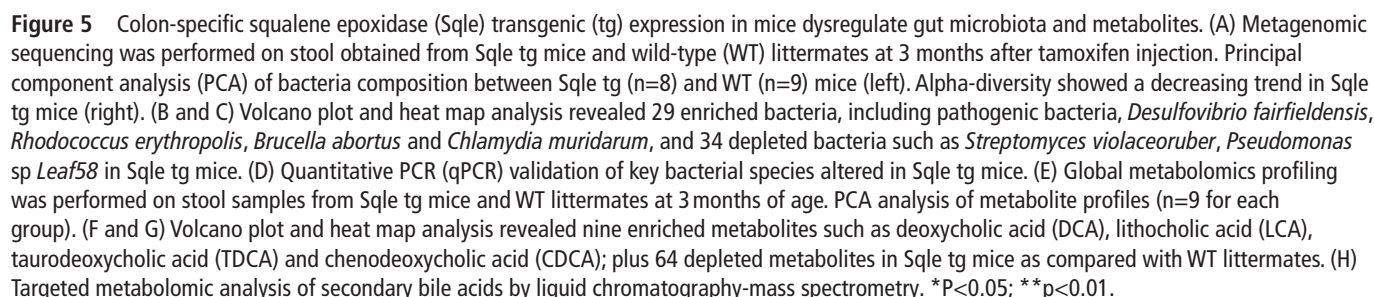 Figure 5 Colon-specific squalene epoxidase (Sqle) transgenic (tg) expression in mice dysregulate gut microbiota and metabolites. (A) Metagenomic
sequencing was performed on stool obtained from Sqle tg mice and wild-type (WT) littermates at 3 months after tamoxifen injection. Principal
component analysis (PCA) of bacteria composition between Sqle tg (n=8) and WT (n=9) mice (left). Alpha-diversity showed a decreasing trend in Sqle
tg mice (right). (B and C) Volcano plot and heat map analysis revealed 29 enriched bacteria, including pathogenic bacteria, Desulfovibrio fairfieldensis,
Rhodococcus erythropolis, Brucella abortus and Chlamydia muridarum, and 34 depleted bacteria such as Streptomyces violaceoruber, Pseudomonas
sp Leaf58 in Sqle tg mice. (D) Quantitative PCR (qPCR) validation of key bacterial species altered in Sqle tg mice. (E) Global metabolomics profiling
was performed on stool samples from Sqle tg mice and WT littermates at 3 months of age. PCA analysis of metabolite profiles (n=9 for each
group). (F and G) Volcano plot and heat map analysis revealed nine enriched metabolites such as deoxycholic acid (DCA), lithocholic acid (LCA),
taurodeoxycholic acid (TDCA) and chenodeoxycholic acid (CDCA); plus 64 depleted metabolites in Sqle tg mice as compared with WT littermates. (H)
Targeted metabolomic analysis of secondary bile acids by liquid chromatography-mass spectrometry. *P<0.05; **p<0.01.